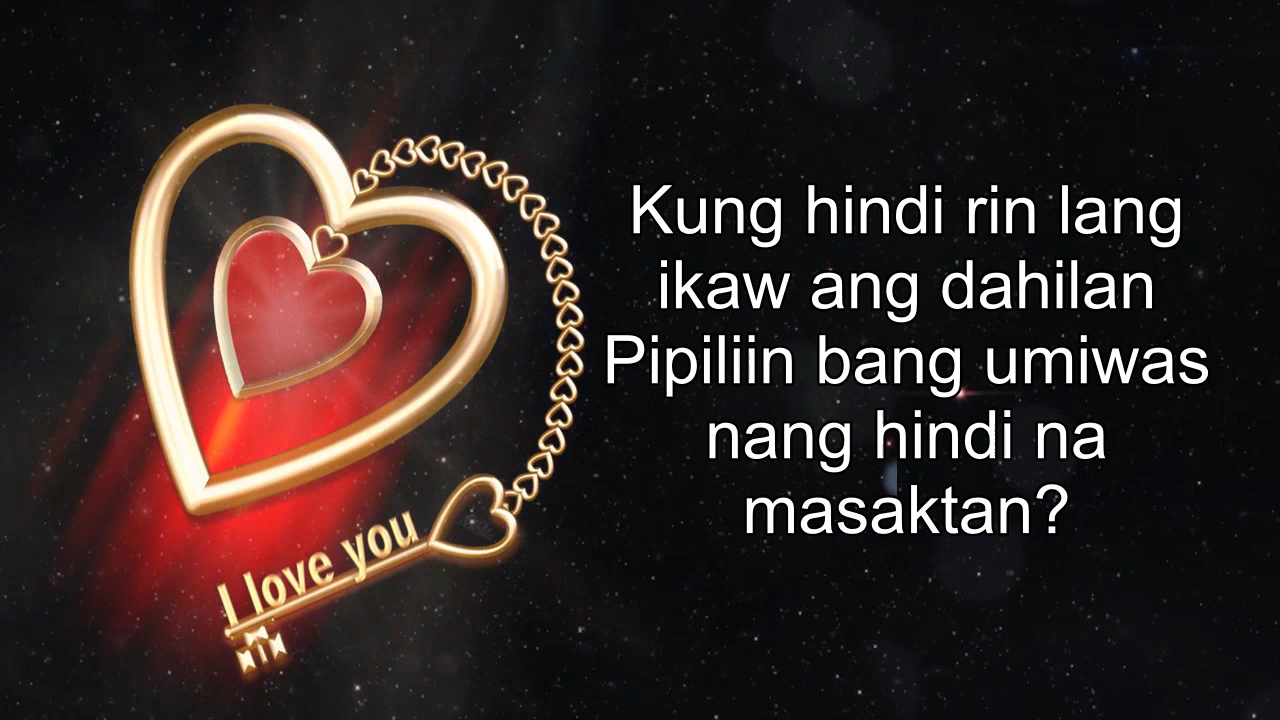 Kung hindi rin lang
ikaw ang dahilan
Pipiliin bang umiwas
nang hindi na
masaktan?
I love you